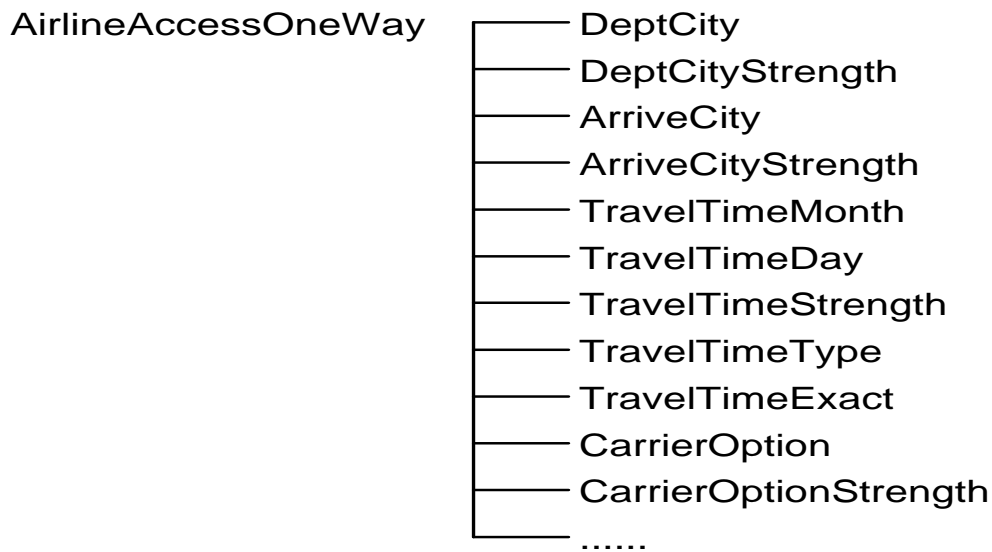 AirlineAccessOneWay
DeptCity
DeptCityStrength
ArriveCity
ArriveCityStrength
TravelTimeMonth
TravelTimeDay
TravelTimeStrength
TravelTimeType
TravelTimeExact
CarrierOption
CarrierOptionStrength
......